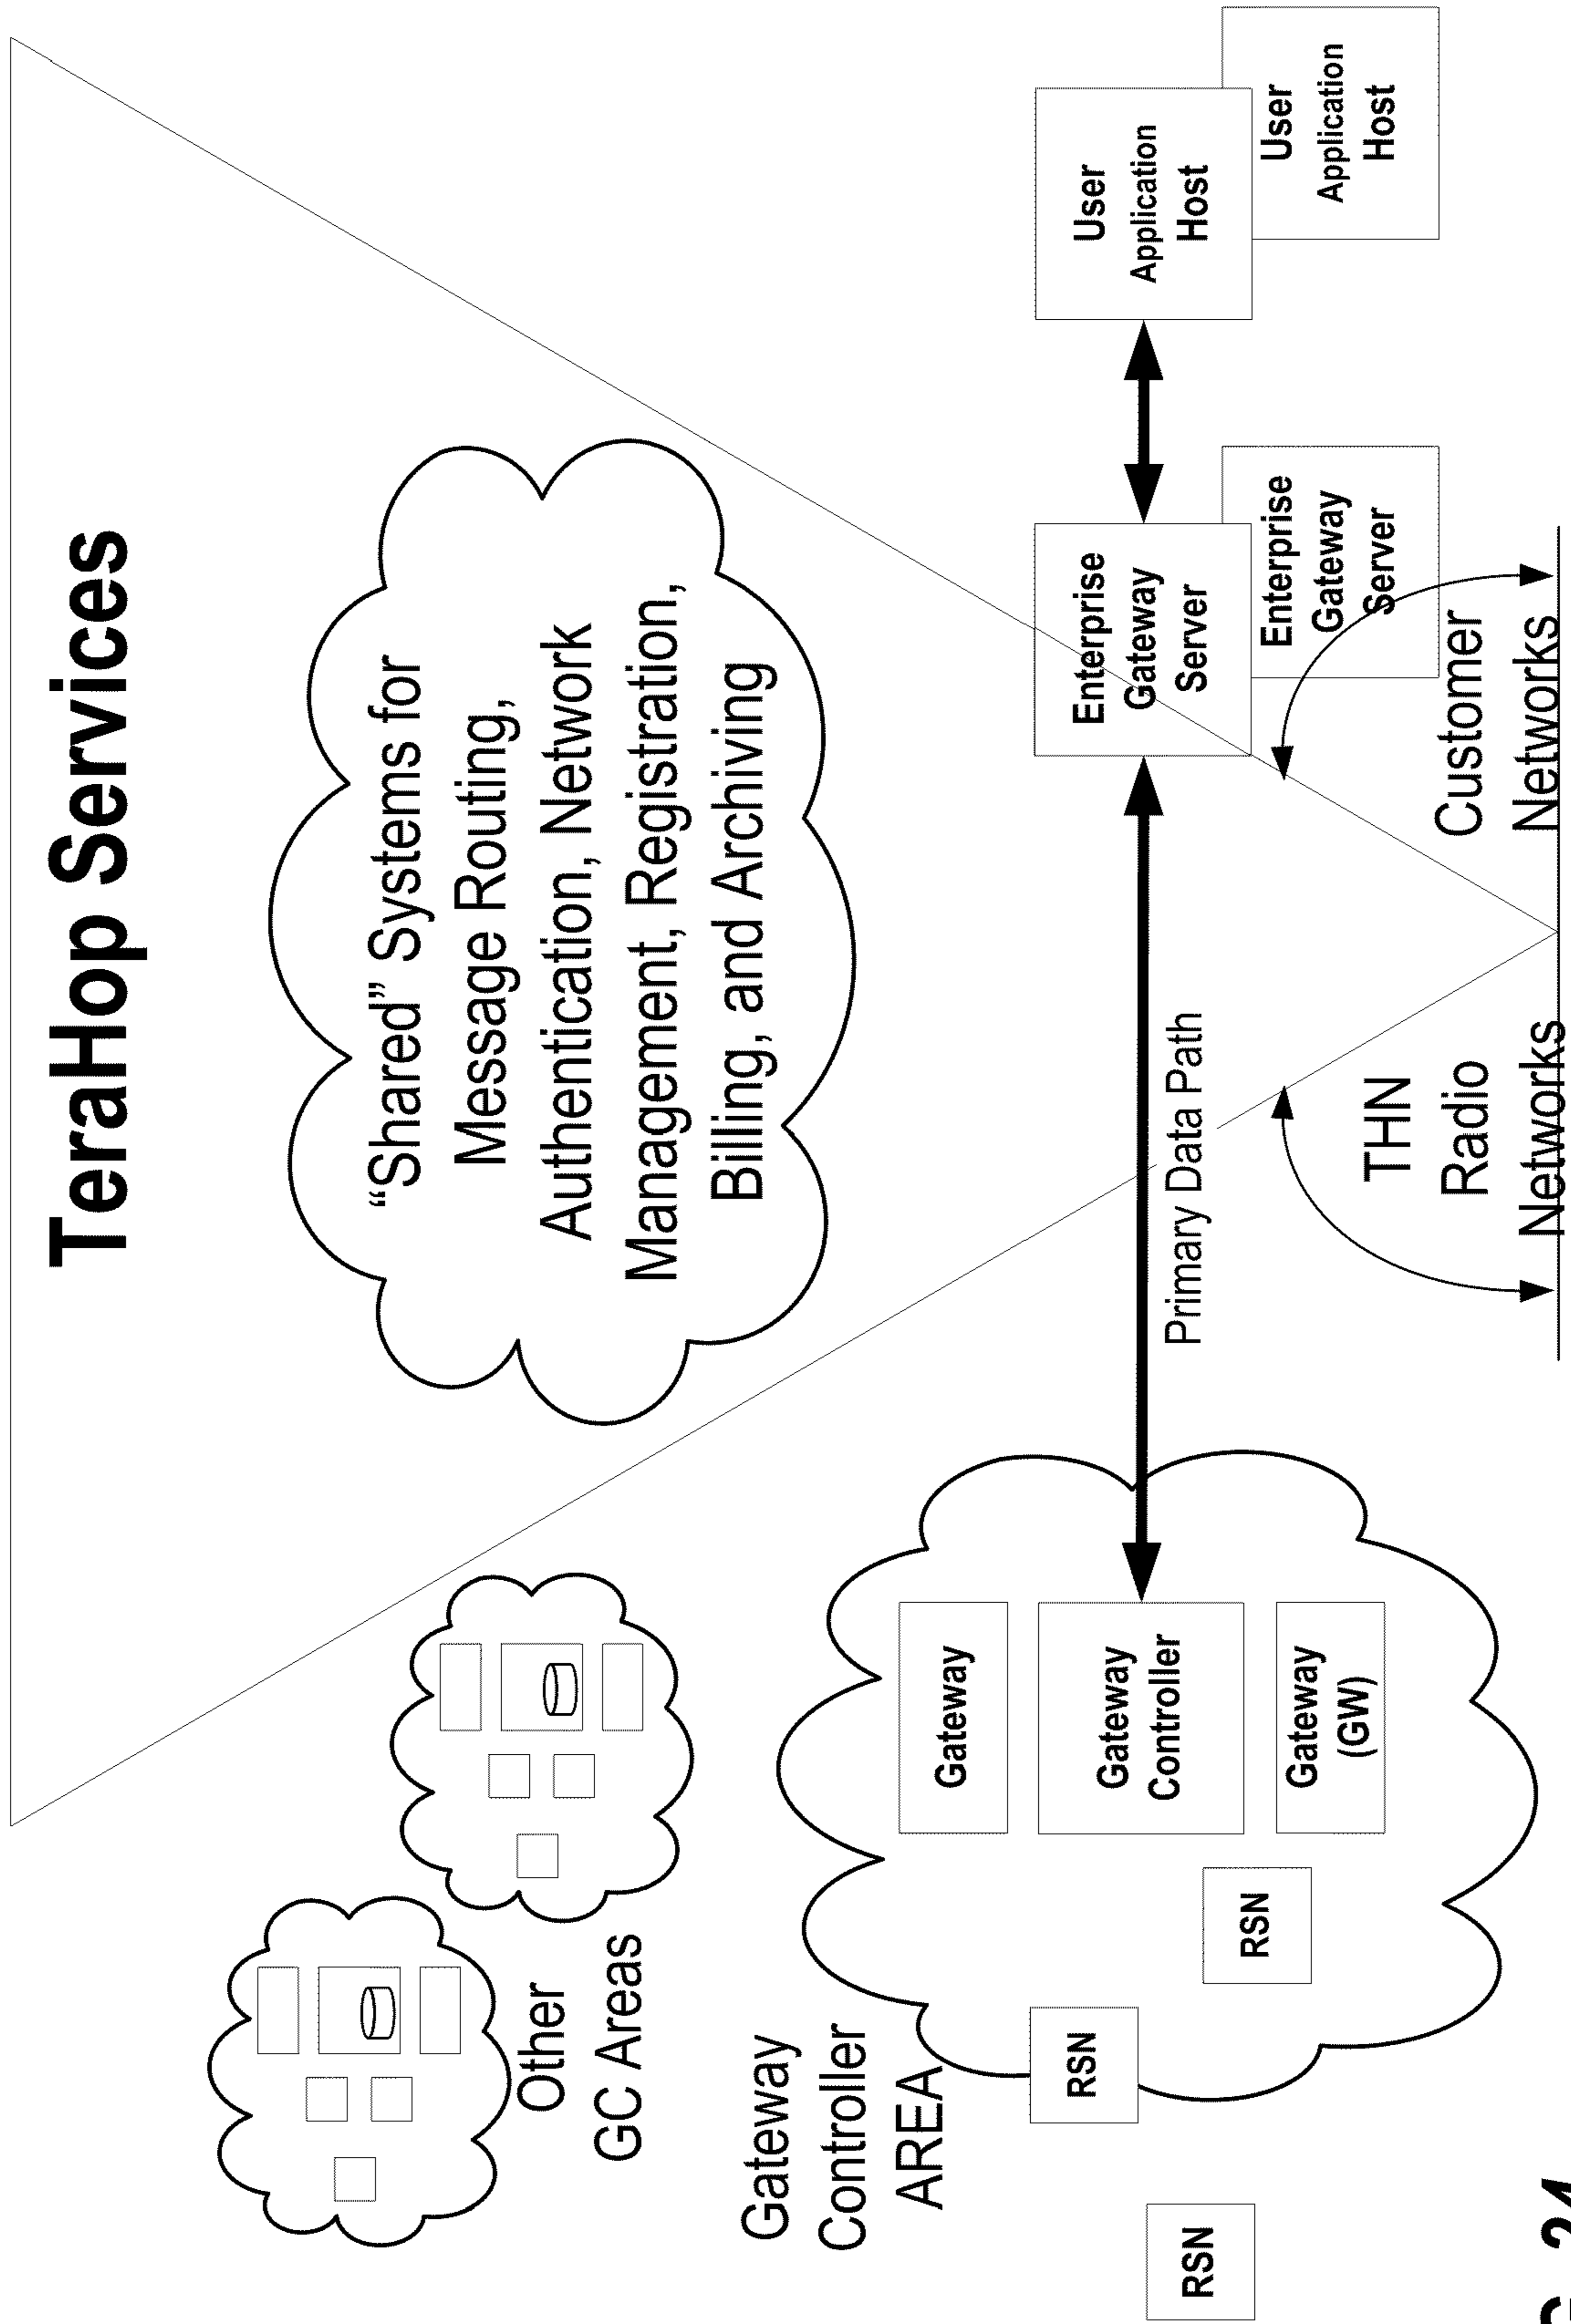 TeraHop Services
“Shared” Systems for
Message Routing,
Authentication, Network
Management, Registration,
Billing, and Archiving
Other
GC Areas
Gateway
Controller
AREA
RSN
RSN
RSN
Gateway
Gateway
Controller
Gateway
(GW)
Primary Data Path
Enterprise
Gateway
Server
Enterprise
Gateway
Server
User
Application
Host
User
Application
Host
THN
Radio
Networks
Customer
Networks